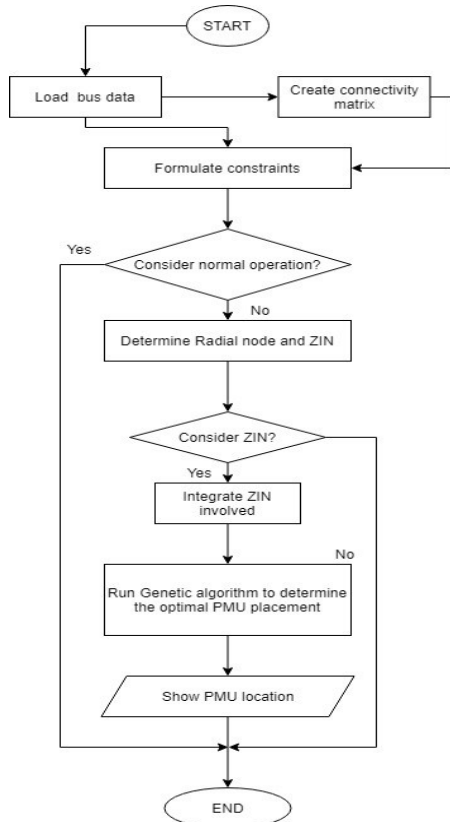 START
Load bus data
Create connectivity
matrix
Formulate constraints
Yes
Consider normal operation?
No
Determine Radial node and ZIN
Consider ZIN?
Yes
Integrate ZIN
involved
No
Run Genetic algorithm to determine
the optimal PMU placement
Show PMU location
END